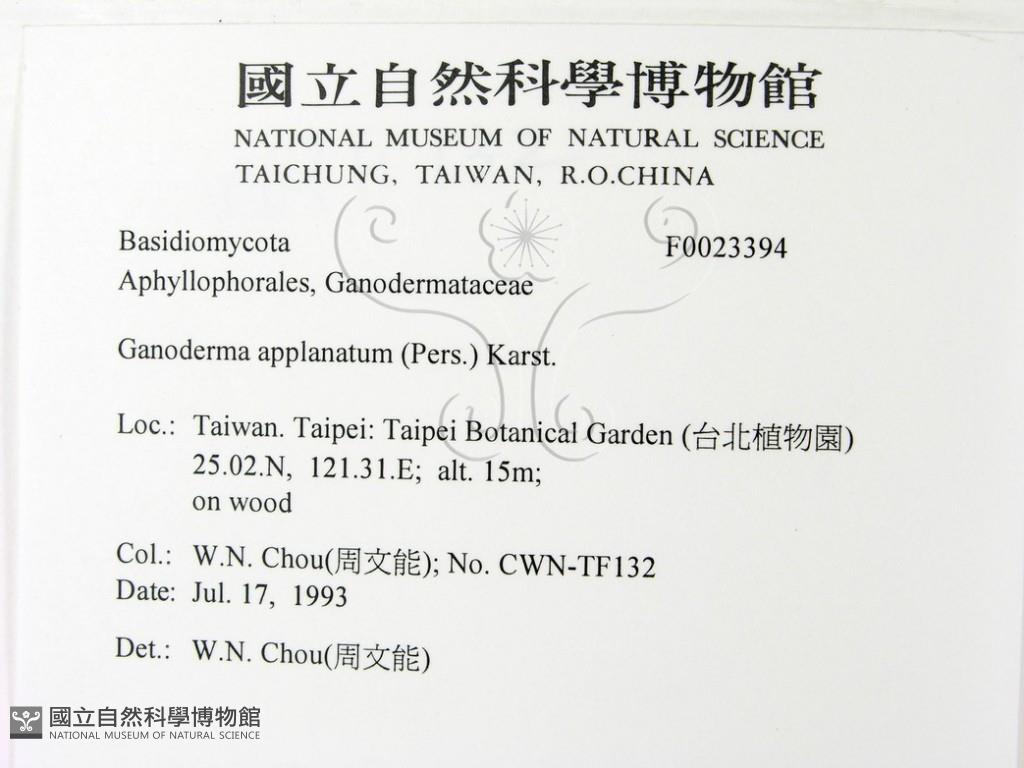 國立自然科學博物館
NATIONAL MUSEUM OF NATURAL SCIENCE
TAICHUNG, TAIWAN, R.O.CHINA
Basidiomycota F0023394
Aphyllophorales, Ganodermataceae
Ganoderma applanatum (Pers.) Karst.
Loc.: Taiwan. Taipei: Taipei Botanical Garden (台北植物園)
25.02.N, 121.31.E; alt. 15m;
on wood
Col.: W.N. Chou(周文能); No. CWN-TF132
Date: Jul. 17, 1993
Det.: W.N. Chou(周文能)
國立自然科學博物館
NATIONAL MUSEUM OF NATURAL SCIENCE